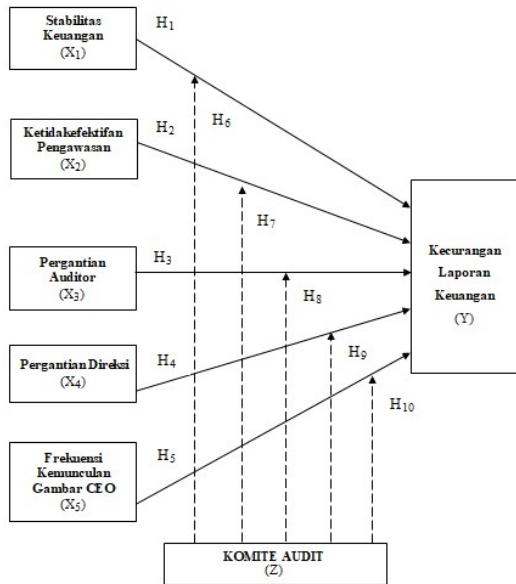 Stabilitas
Keuangan
(X1)
H1
H6
Ketidakefektifan
Pengawasan
(X2)
H2
H7
Pergantian
Auditor
(X3)
H3
H8
Pergantian Direksi
(X4)
H4
H9
Frekuensi
Kemunculan
Gambar CEO
(X5)
H5
H10
Kecurangan
Laporan
Keuangan
(Y)
KOMITE AUDIT
(Z)